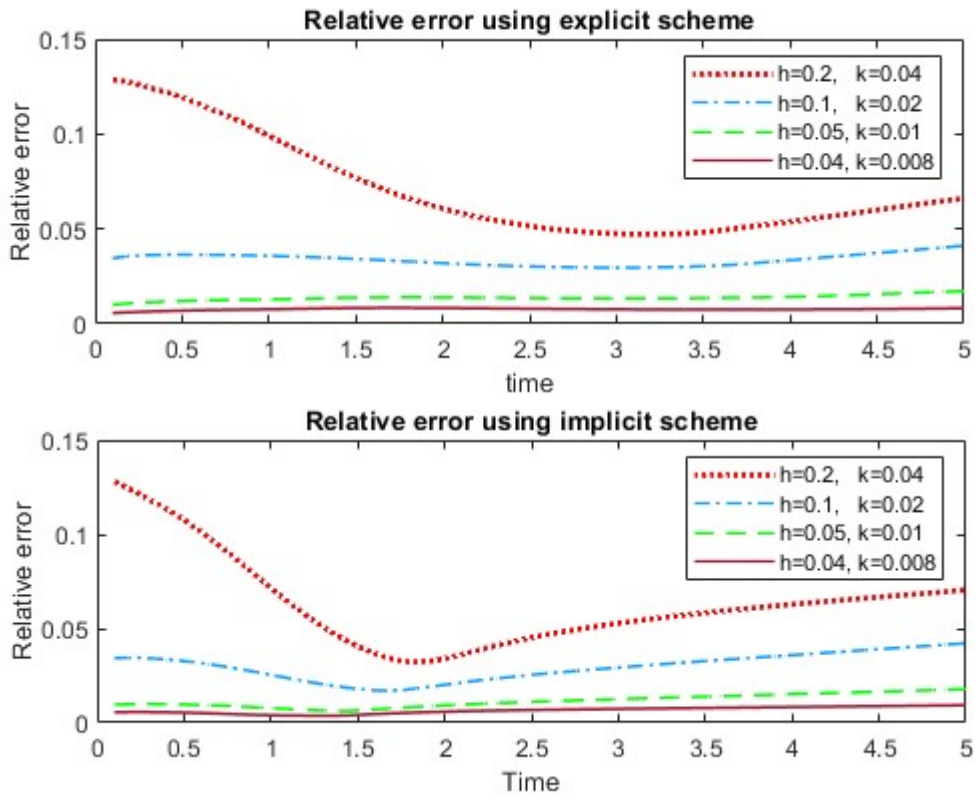 Relative error using explicit scheme
0.15
0.1
0.05
0
Relative error
h=0.2, k=0.04
h=0.1, k=0.02
h=0.05, k=0.01
h=0.04, k=0.008
0 0.5 1 1.5 2 2.5 3 3.5 4 4.5 5
time
Relative error using implicit scheme
0.15
0.1
0.05
0
Relative error
h=0.2, k=0.04
h=0.1, k=0.02
h=0.05, k=0.01
h=0.04, k=0.008
0 0.5 1 1.5 2 2.5 3 3.5 4 4.5 5
Time